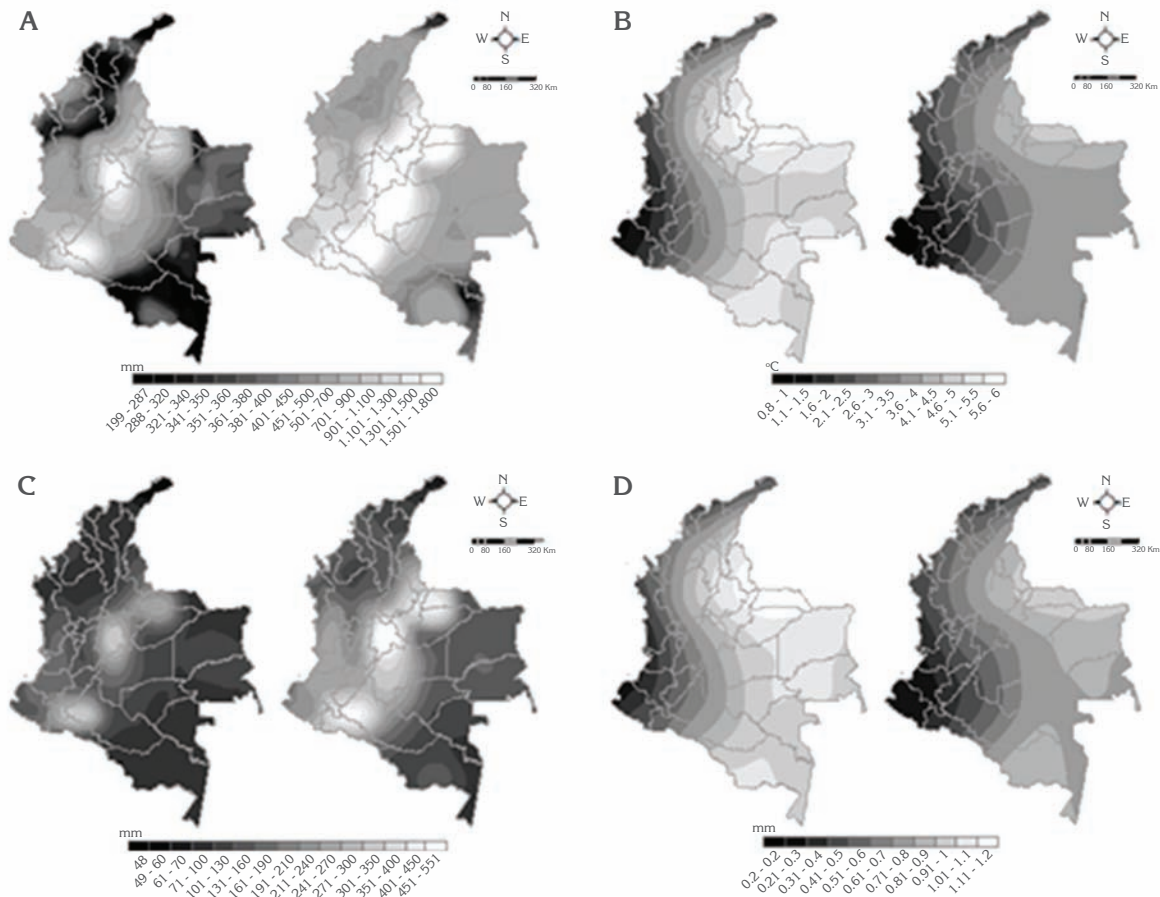 A
N
W E
S
0 80 160 320 Km
mm
199 - 287
288 - 320
321 - 340
341 - 350
351 - 360
361 - 380
381 - 400
401 - 450
451 - 500
501 - 700
701 - 900
901 - 1.100
1.101 - 1.300
1.301 - 1.500
1.501 - 1.800
B
N
W E
S
0 80 160 320 Km
°C
0.8 - 1
1.1 - 1.5
1.6 - 2
2.1 - 2.5
2.6 - 3
3.1 - 3.5
3.6 - 4
4.1 - 4.5
4.6 - 5
5.1 - 5.5
5.6 - 6
C
N
W E
S
0 80 160 320 Km
mm
48
49 - 60
61 - 70
71 - 100
101 - 130
131 - 160
161 - 190
191 - 210
211 - 240
241 - 270
271 - 300
301 - 350
351 - 400
401 - 450
451 - 551
D
N
W E
S
0 80 160 320 Km
mm
0.2 - 0.2
0.21 - 0.3
0.31 - 0.4
0.41 - 0.5
0.51 - 0.6
0.61 - 0.7
0.71 - 0.8
0.81 - 0.9
0.91 - 1
1.01 - 1.1
1.11 - 1.2